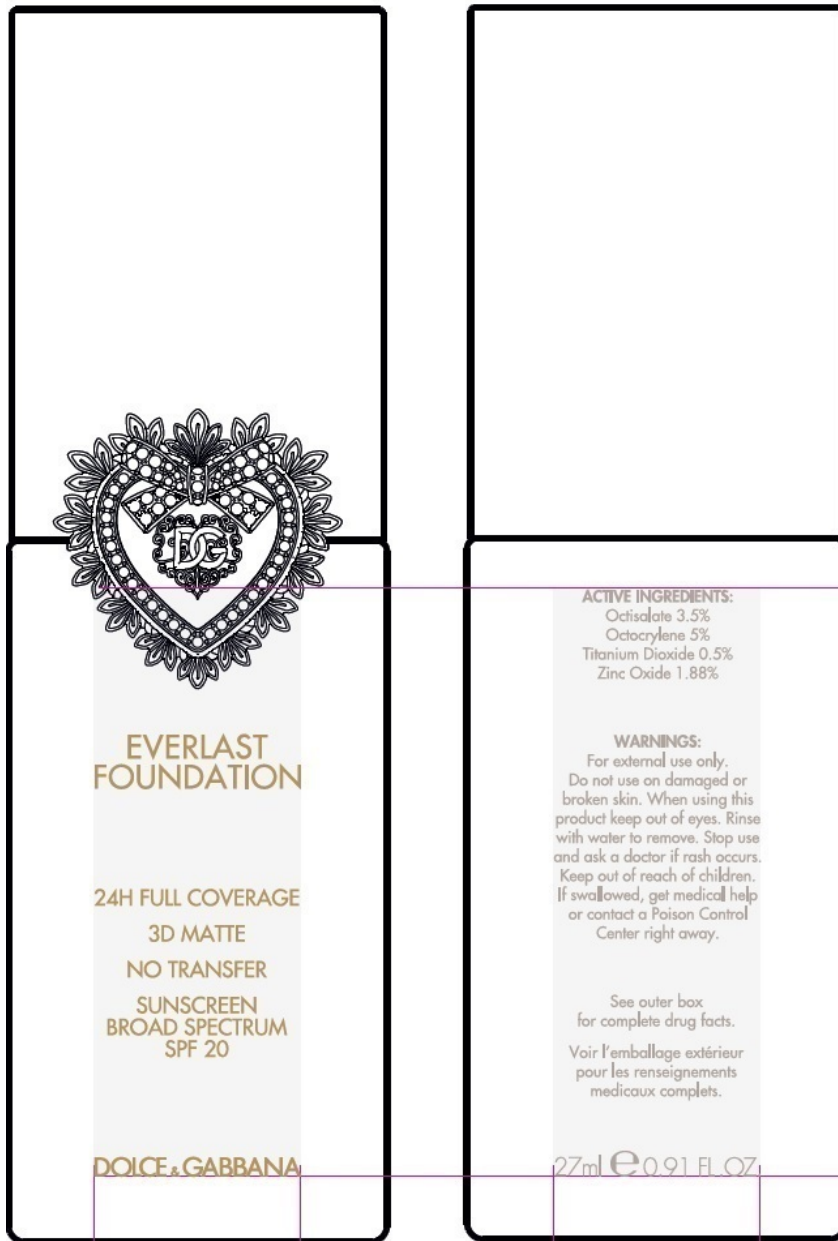 DG
EVERLAST
FOUNDATION
24H FULL COVERAGE
3D MATTE
NO TRANSFER
SUNSCREEN
BROAD SPECTRUM
SPF 20
DOLCE & GABBANA
ACTIVE INGREDIENTS:
Octisalate 3.5%
Octocrylene 5%
Titanium Dioxide 0.5%
Zinc Oxide 1.88%
WARNINGS:
For external use only.
Do not use on damaged or
broken skin. When using this
product keep out of eyes. Rinse
with water to remove. Stop use
and ask a doctor if rash occurs.
Keep out of reach of children.
If swallowed, get medical help
or contact a Poison Control
Center right away.
See outer box
for complete drug facts.
Voir l'emballage extérieur
pour les renseignements
medicaux complets.
27ml ℮ 0.91 FL.OZ.